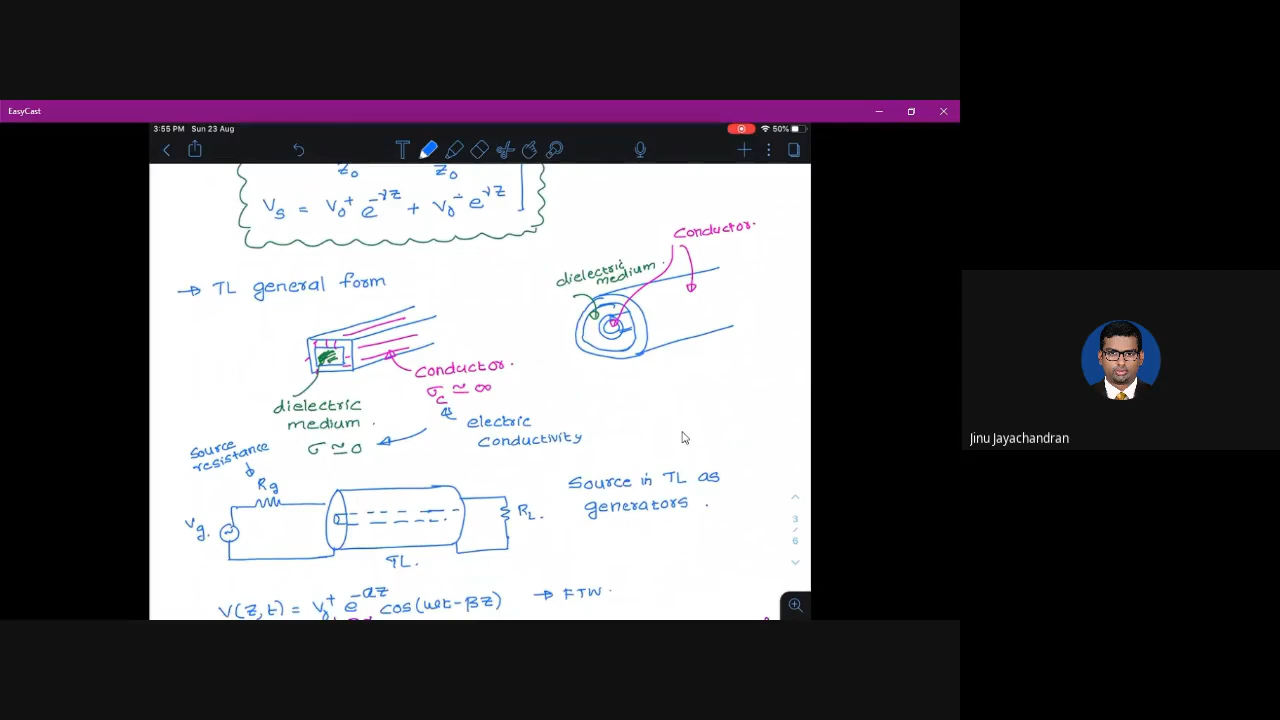 EasyCast
3:55 PM Sun 23 Aug
50%
Z₀ Z₀
Vs = V₀⁺ e^-γz + V₀⁻ e^γz
→ TL general form
conductor.
dielectric
medium.
conductor.
σc ≃ ∞
dielectric
medium.
σ ≃ 0
electric
conductivity
Source
resistance
Rg
Vg.
RL.
TL.
Source in TL as
generators.
V(z,t) = V₀⁺ e^-αz cos(ωt-βz) → FTW.
3
6
Jinu Jayachandran